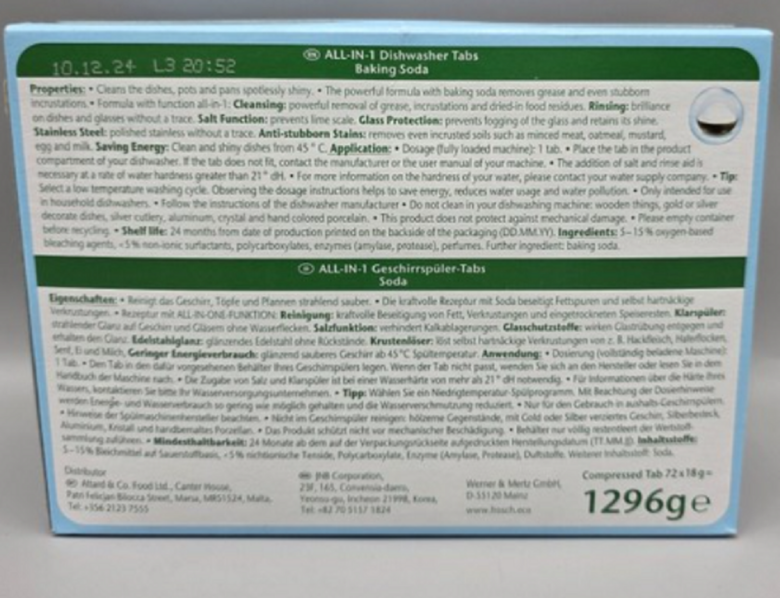 10.12.24 L3 20:52
ALL-IN-1 Dishwasher Tabs
Baking Soda
Properties: • Cleans the dishes, pots and pans spotlessly shiny. • The powerful formula with baking soda removes grease and even stubborn
incrustations. • Formula with function all-in-1: Cleansing: powerful removal of grease, incrustations and dried-in food residues. Rinsing: brilliance
on dishes and glasses without a trace. Salt Function: prevents lime scale. Glass Protection: prevents fogging of the glass and retains its shine.
Stainless Steel: polished stainless without a trace. Anti-stubborn Stains: removes even incrusted soils such as minced meat, oatmeal, mustard,
egg and milk. Saving Energy: Clean and shiny dishes from 45 °C. Application: • Dosage (fully loaded machine): 1 tab. • Place the tab in the product
compartment of your dishwasher. If the tab does not fit, contact the manufacturer or the user manual of your machine. • The addition of salt and rinse aid is
necessary at a rate of water hardness greater than 21° dH. • For more information on the hardness of your water, please contact your water supply company. • Tip:
Select a low temperature washing cycle. Observing the dosage instructions helps to save energy, reduces water usage and water pollution. • Only intended for use
in household dishwashers. • Follow the instructions of the dishwasher manufacturer • Do not clean in your dishwashing machine: wooden things, gold or silver
decorate dishes, silver cutlery, aluminum, crystal and hand colored porcelain. • This product does not protect against mechanical damage. • Please empty container
before recycling. • Shelf life: 24 months from date of production printed on the backside of the packaging (DD.MM.YY). Ingredients: 5–15% oxygen-based
bleaching agents, <5% non-ionic surfactants, polycarboxylates, enzymes (amylase, protease), perfumes. Further ingredient: baking soda.
ALL-IN-1 Geschirrspüler-Tabs
Soda
Eigenschaften: • Reinigt das Geschirr, Töpfe und Pfannen strahlend sauber. • Die kraftvolle Rezeptur mit Soda beseitigt Fettspuren und selbst hartnäckige
Verkrustungen. • Rezeptur mit ALL-IN-ONE-FUNKTION: Reinigung: kraftvolle Beseitigung von Fett, Verkrustungen und eingetrockneten Speiseresten. Klarspüler:
strahlender Glanz auf Geschirr und Gläsern ohne Wasserflecken. Salzfunktion: verhindert Kalkablagerungen. Glasschutzstoffe: wirken Glastrübung entgegen und
erhalten den Glanz. Edelstahlglanz: glänzendes Edelstahl ohne Rückstände. Krustenlöser: löst selbst hartnäckige Verkrustungen von z. B. Hackfleisch, Haferflocken,
Senf, Ei und Milch. Geringer Energieverbrauch: glänzend sauberes Geschirr ab 45°C Spültemperatur. Anwendung: • Dosierung (vollständig beladene Maschine):
1 Tab. • Den Tab in den dafür vorgesehenen Behälter Ihres Geschirrspülers legen. Wenn der Tab nicht passt, wenden Sie sich an den Hersteller oder lesen Sie in dem
Handbuch der Maschine nach. • Die Zugabe von Salz und Klarspüler ist bei einer Wasserhärte von mehr als 21° dH notwendig. • Für Informationen über die Härte Ihres
Wassers, kontaktieren Sie bitte Ihr Wasserversorgungsunternehmen. • Tipp: Wählen Sie ein Niedrigtemperatur-Spülprogramm. Mit Beachtung der Dosierhinweise
werden Energie- und Wasserverbrauch so gering wie möglich gehalten und die Wasserverschmutzung reduziert. • Nur für den Gebrauch in Haushalts-Geschirrspülern.
• Hinweise der Spülmaschinenhersteller beachten. • Nicht im Geschirrspüler reinigen: hölzerne Gegenstände, mit Gold oder Silber verziertes Geschirr, Silberbesteck,
Aluminium, Kristall und handbemaltes Porzellan. • Das Produkt schützt nicht vor mechanischer Beschädigung. • Behälter nur völlig restentleert der Wertstoff-
sammlung zuführen. • Mindesthaltbarkeit: 24 Monate ab dem auf der Verpackungsrückseite aufgedruckten Herstellungsdatum (TT.MM.JJ). Inhaltsstoffe:
5–15% Bleichmittel auf Sauerstoffbasis, <5% nichtionische Tenside, Polycarboxylate, Enzyme (Amylase, Protease), Duftstoffe. Weiterer Inhaltsstoff: Soda.
Distributor
Attard & Co. Food Ltd., Canter House,
Patri Felicjan Bilocca Street, Marsa, MRS1524, Malta,
Tel: +356 2123 7555
JNB Corporation,
23F, 165, Convensia-daero,
Yeonsu-gu, Incheon 21998, Korea,
Tel: +82 70 5157 1824
Werner & Mertz GmbH,
D-55120 Mainz
Compressed Tab 72 x 18 g =
1296g e